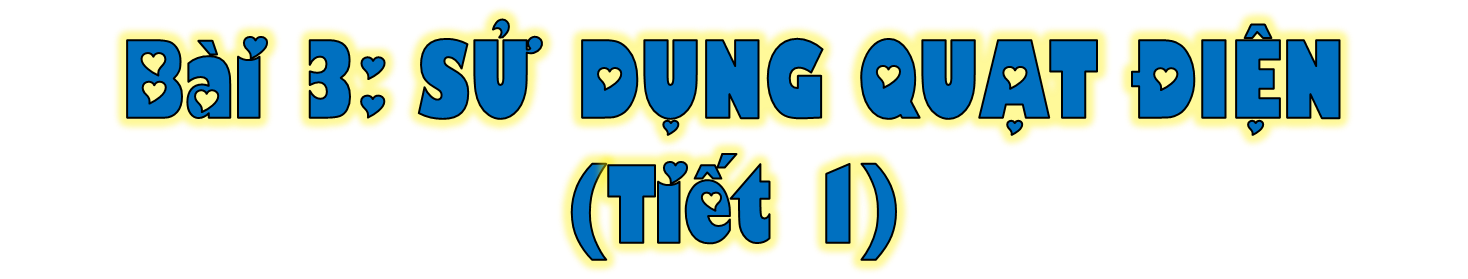 Bài 3: SỬ DỤNG QUẠT ĐIỆN
(Tiết 1)